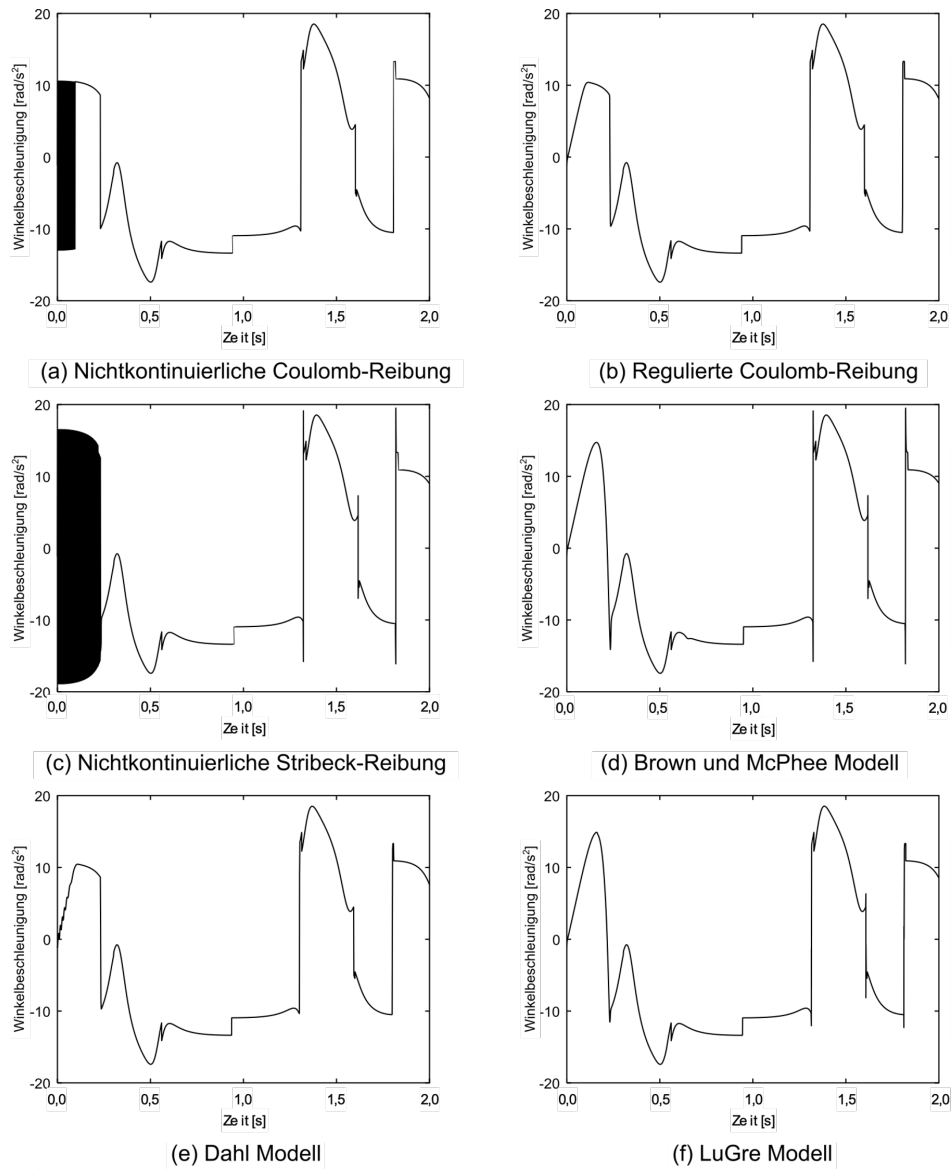 20
10
0
-10
-20
Winkelbeschleunigung [rad/s²]
0,0 0,5 1,0 1,5 2,0
Ze it [s]
(a) Nichtkontinuierliche Coulomb-Reibung
20
10
0
-10
-20
Winkelbeschleunigung [rad/s²]
0,0 0,5 1,0 1,5 2,0
Ze it [s]
(b) Regulierte Coulomb-Reibung
20
10
0
-10
-20
Winkelbeschleunigung [rad/s²]
0,0 0,5 1,0 1,5 2,0
Ze it [s]
(c) Nichtkontinuierliche Stribeck-Reibung
20
10
0
-10
-20
Winkelbeschleunigung [rad/s²]
0,0 0,5 1,0 1,5 2,0
Ze it [s]
(d) Brown und McPhee Modell
20
10
0
-10
-20
Winkelbeschleunigung [rad/s²]
0,0 0,5 1,0 1,5 2,0
Ze it [s]
(e) Dahl Modell
20
10
0
-10
-20
Winkelbeschleunigung [rad/s²]
0,0 0,5 1,0 1,5 2,0
Ze it [s]
(f) LuGre Modell